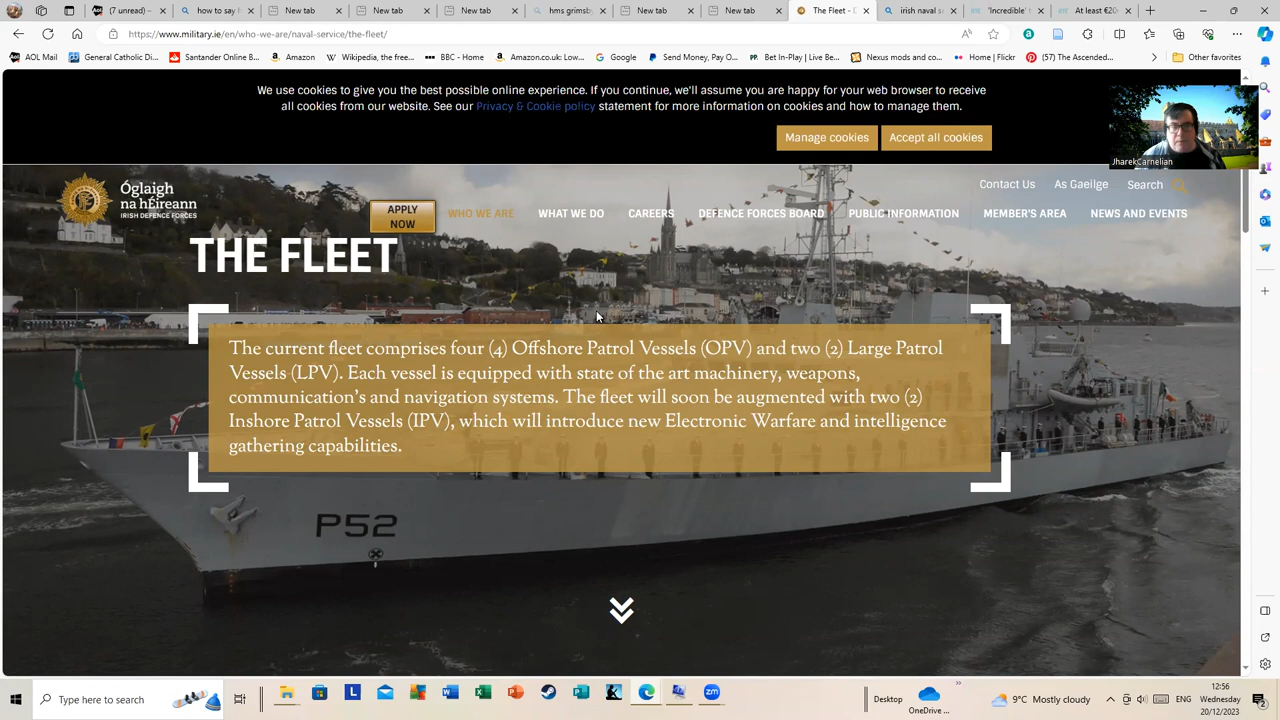 (7 unread) -
how to say h
New tab
New tab
New tab
hms grimsby
New tab
New tab
The Fleet - D
irish naval s
'Incredible' t
At least €20
https://www.military.ie/en/who-we-are/naval-service/the-fleet/
AOL Mail
General Catholic Di...
Santander Online B...
Amazon
Wikipedia, the free...
BBC - Home
Amazon.co.uk: Low...
Google
Send Money, Pay O...
Bet In-Play | Live Be...
Nexus mods and co...
Home | Flickr
(57) The Ascended...
Other favorites
We use cookies to give you the best possible online experience. If you continue, we'll assume you are happy for your web browser to receive
all cookies from our website. See our Privacy & Cookie policy statement for more information on cookies and how to manage them.
Manage cookies
Accept all cookies
JharekCarnelian
Óglaigh
na hÉireann
IRISH DEFENCE FORCES
Contact Us
As Gaeilge
Search
APPLY
NOW
WHO WE ARE
WHAT WE DO
CAREERS
DEFENCE FORCES BOARD
PUBLIC INFORMATION
MEMBER'S AREA
NEWS AND EVENTS
THE FLEET
The current fleet comprises four (4) Offshore Patrol Vessels (OPV) and two (2) Large Patrol
Vessels (LPV). Each vessel is equipped with state of the art machinery, weapons,
communication's and navigation systems. The fleet will soon be augmented with two (2)
Inshore Patrol Vessels (IPV), which will introduce new Electronic Warfare and intelligence
gathering capabilities.
P52
Type here to search
Desktop
OneDrive ...
9°C Mostly cloudy
ENG
12:56
Wednesday
20/12/2023